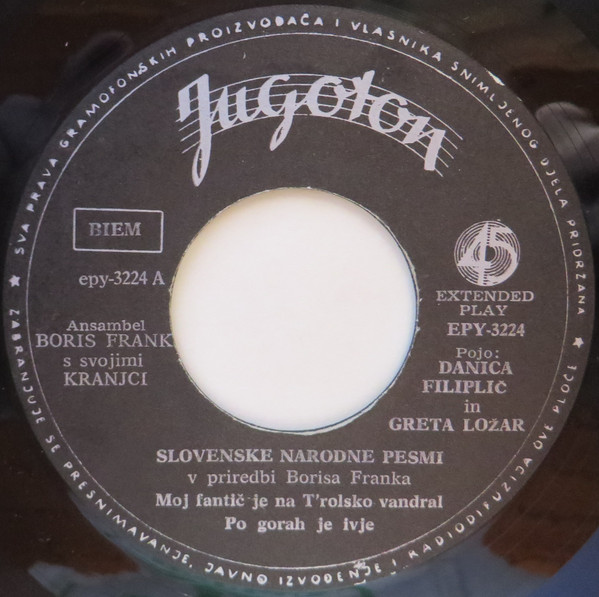 SVA PRAVA GRAMOFONSKIH PROIZVOĐAČA I VLASNIKA SNIMLJENOG DJELA PRIDRŽANA ★
Jugoton
BIEM
epy-3224 A
45
EXTENDED
PLAY
EPY-3224
Ansambel
BORIS FRANK
s svojimi
KRANJCI
Pojo:
DANICA
FILIPLIČ
in
GRETA LOŽAR
SLOVENSKE NARODNE PESMI
v priredbi Borisa Franka
Moj fantič je na T'rolsko vandral
Po gorah je ivje
★ ZABRANJUJE SE PRESNIMAVANJE, JAVNO IZVOĐENJE I RADIODIFUZIJA OVE PLOČE